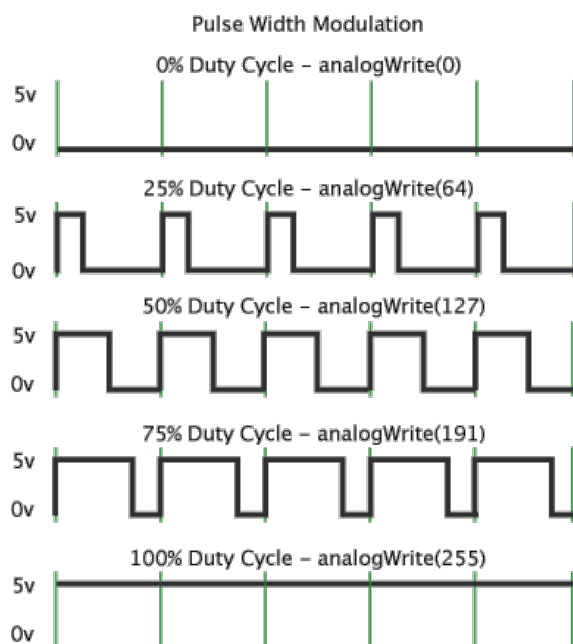 Pulse Width Modulation
0% Duty Cycle – analogWrite(0)
5v
0v
25% Duty Cycle – analogWrite(64)
5v
0v
50% Duty Cycle – analogWrite(127)
5v
0v
75% Duty Cycle – analogWrite(191)
5v
0v
100% Duty Cycle – analogWrite(255)
5v
0v